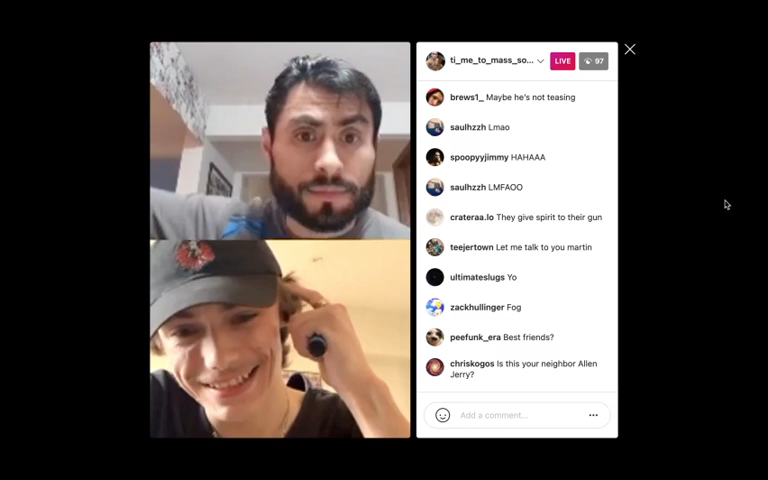 ti_me_to_mass_so...
LIVE
97
brews1_ Maybe he's not teasing
saulhzzh Lmao
spoopyyjimmy HAHAAA
saulhzzh LMFAOO
crateraa.lo They give spirit to their gun
teejertown Let me talk to you martin
ultimateslugs Yo
zackhullinger Fog
peefunk_era Best friends?
chriskogos Is this your neighbor Allen
Jerry?
Add a comment...